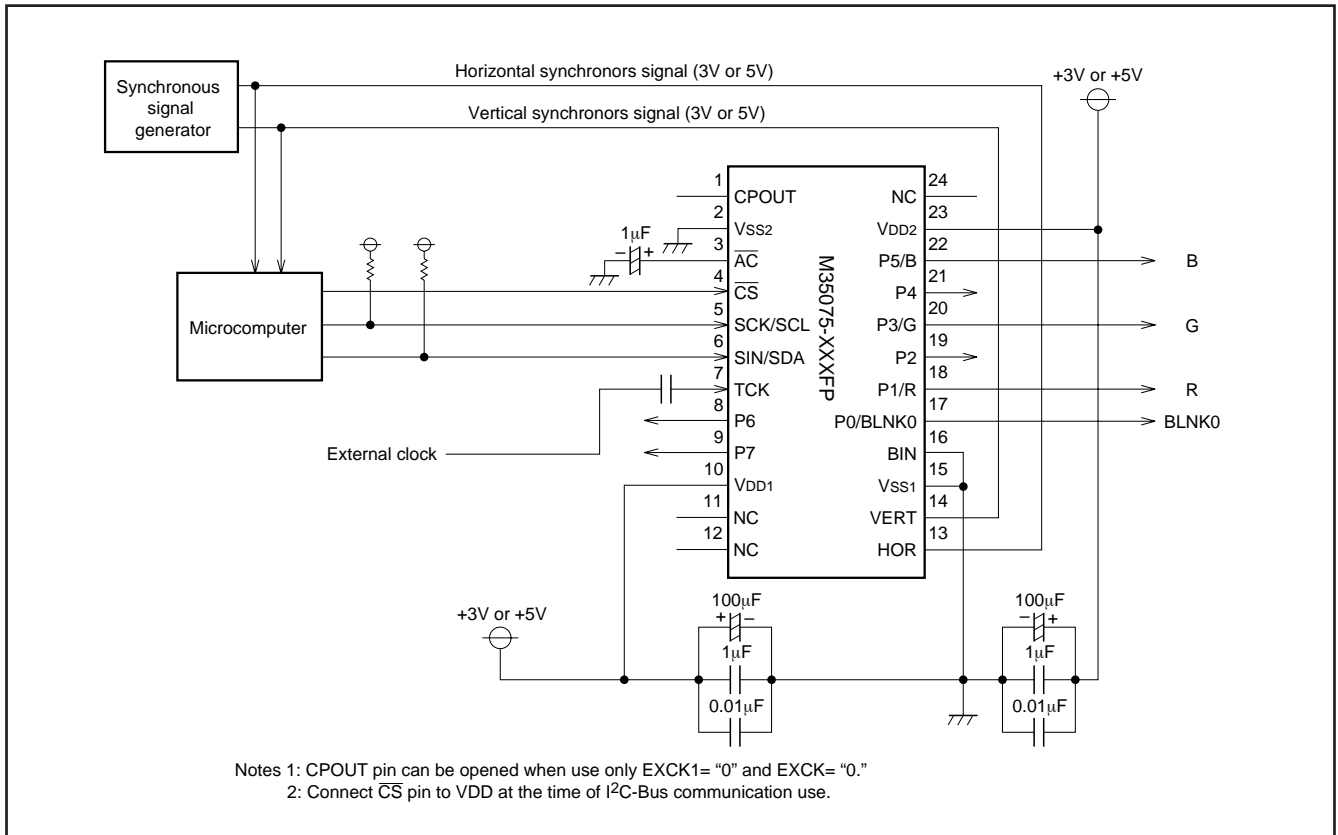 Synchronous
signal
generator
Horizontal synchronors signal (3V or 5V)
Vertical synchronors signal (3V or 5V)
+3V or +5V
Microcomputer
External clock
1µF
− +
M35075-XXXFP
1 CPOUT
2 VSS2
3 AC
4 CS
5 SCK/SCL
6 SIN/SDA
7 TCK
8 P6
9 P7
10 VDD1
11 NC
12 NC
24 NC
23 VDD2
22 P5/B
21 P4
20 P3/G
19 P2
18 P1/R
17 P0/BLNK0
16 BIN
15 VSS1
14 VERT
13 HOR
B
G
R
BLNK0
+3V or +5V
100µF
+ −
1µF
0.01µF
100µF
− +
1µF
0.01µF
Notes 1: CPOUT pin can be opened when use only EXCK1= “0” and EXCK= “0.”
2: Connect CS pin to VDD at the time of I2C-Bus communication use.